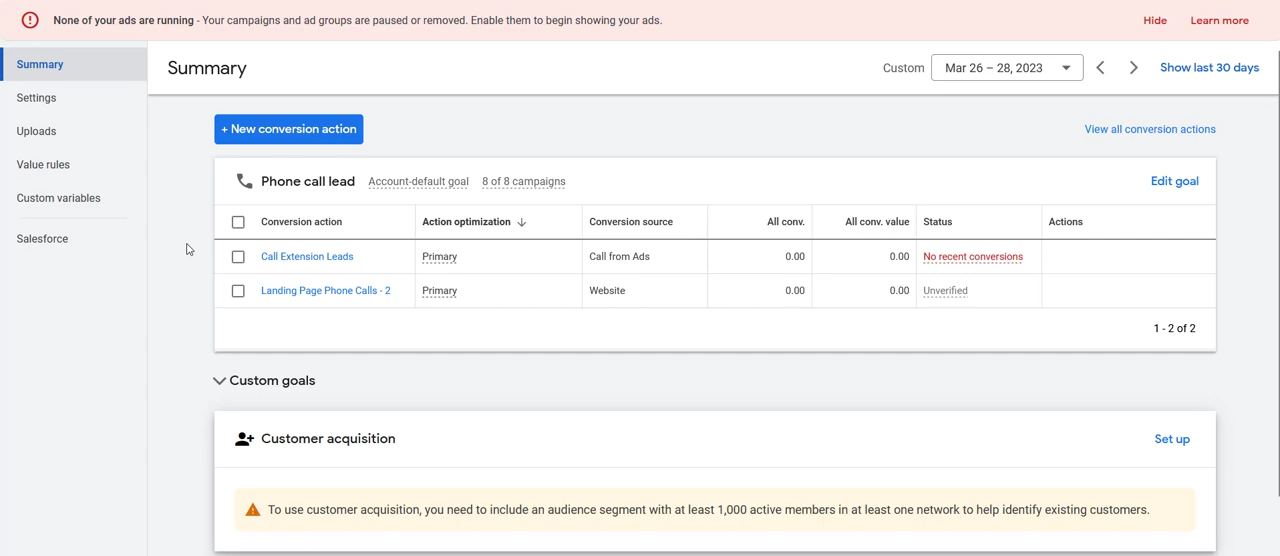 None of your ads are running - Your campaigns and ad groups are paused or removed. Enable them to begin showing your ads.
Hide
Learn more
Summary
Settings
Uploads
Value rules
Custom variables
Salesforce
Summary
Custom
Mar 26 – 28, 2023
Show last 30 days
+ New conversion action
View all conversion actions
Phone call lead
Account-default goal
8 of 8 campaigns
Edit goal
Conversion action
Action optimization
Conversion source
All conv.
All conv. value
Status
Actions
Call Extension Leads
Primary
Call from Ads
0.00
0.00
No recent conversions
Landing Page Phone Calls - 2
Primary
Website
0.00
0.00
Unverified
1 - 2 of 2
Custom goals
Customer acquisition
Set up
To use customer acquisition, you need to include an audience segment with at least 1,000 active members in at least one network to help identify existing customers.